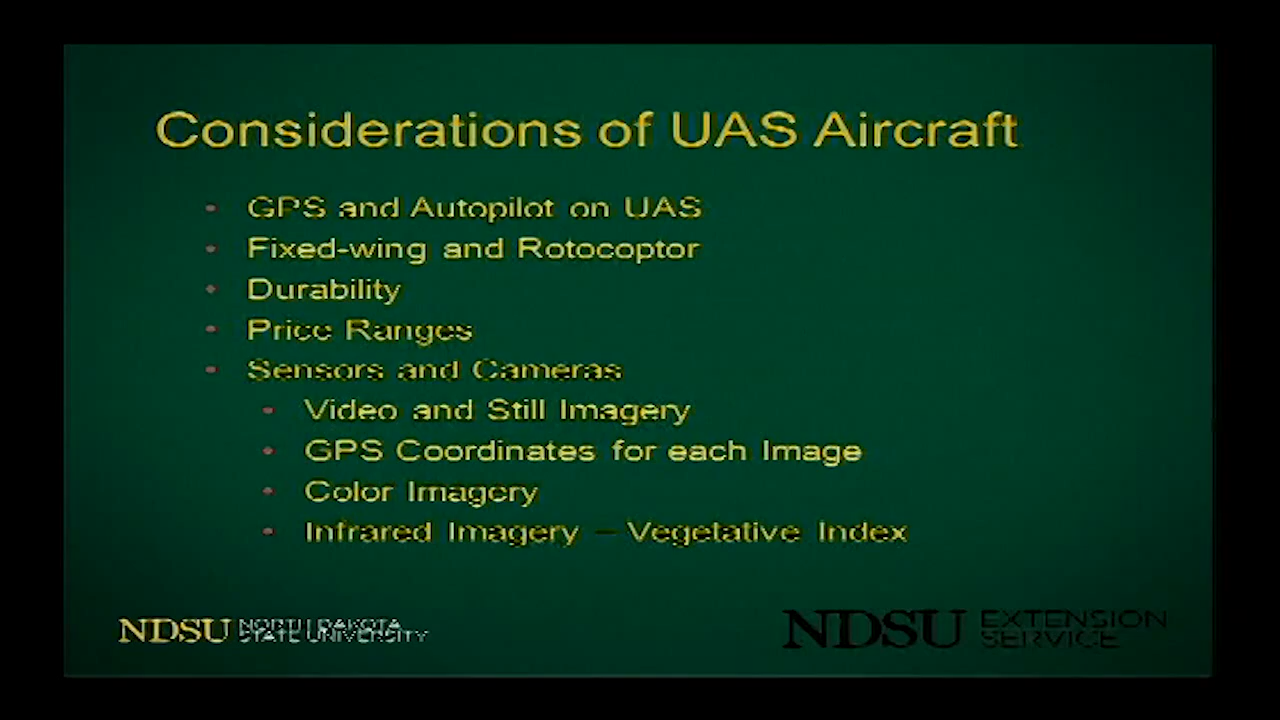 Considerations of UAS Aircraft
• GPS and Autopilot on UAS
• Fixed-wing and Rotocoptor
• Durability
• Price Ranges
• Sensors and Cameras
• Video and Still Imagery
• GPS Coordinates for each Image
• Color Imagery
• Infrared Imagery – Vegetative Index
NDSU NORTH DAKOTA STATE UNIVERSITY
NDSU EXTENSION SERVICE